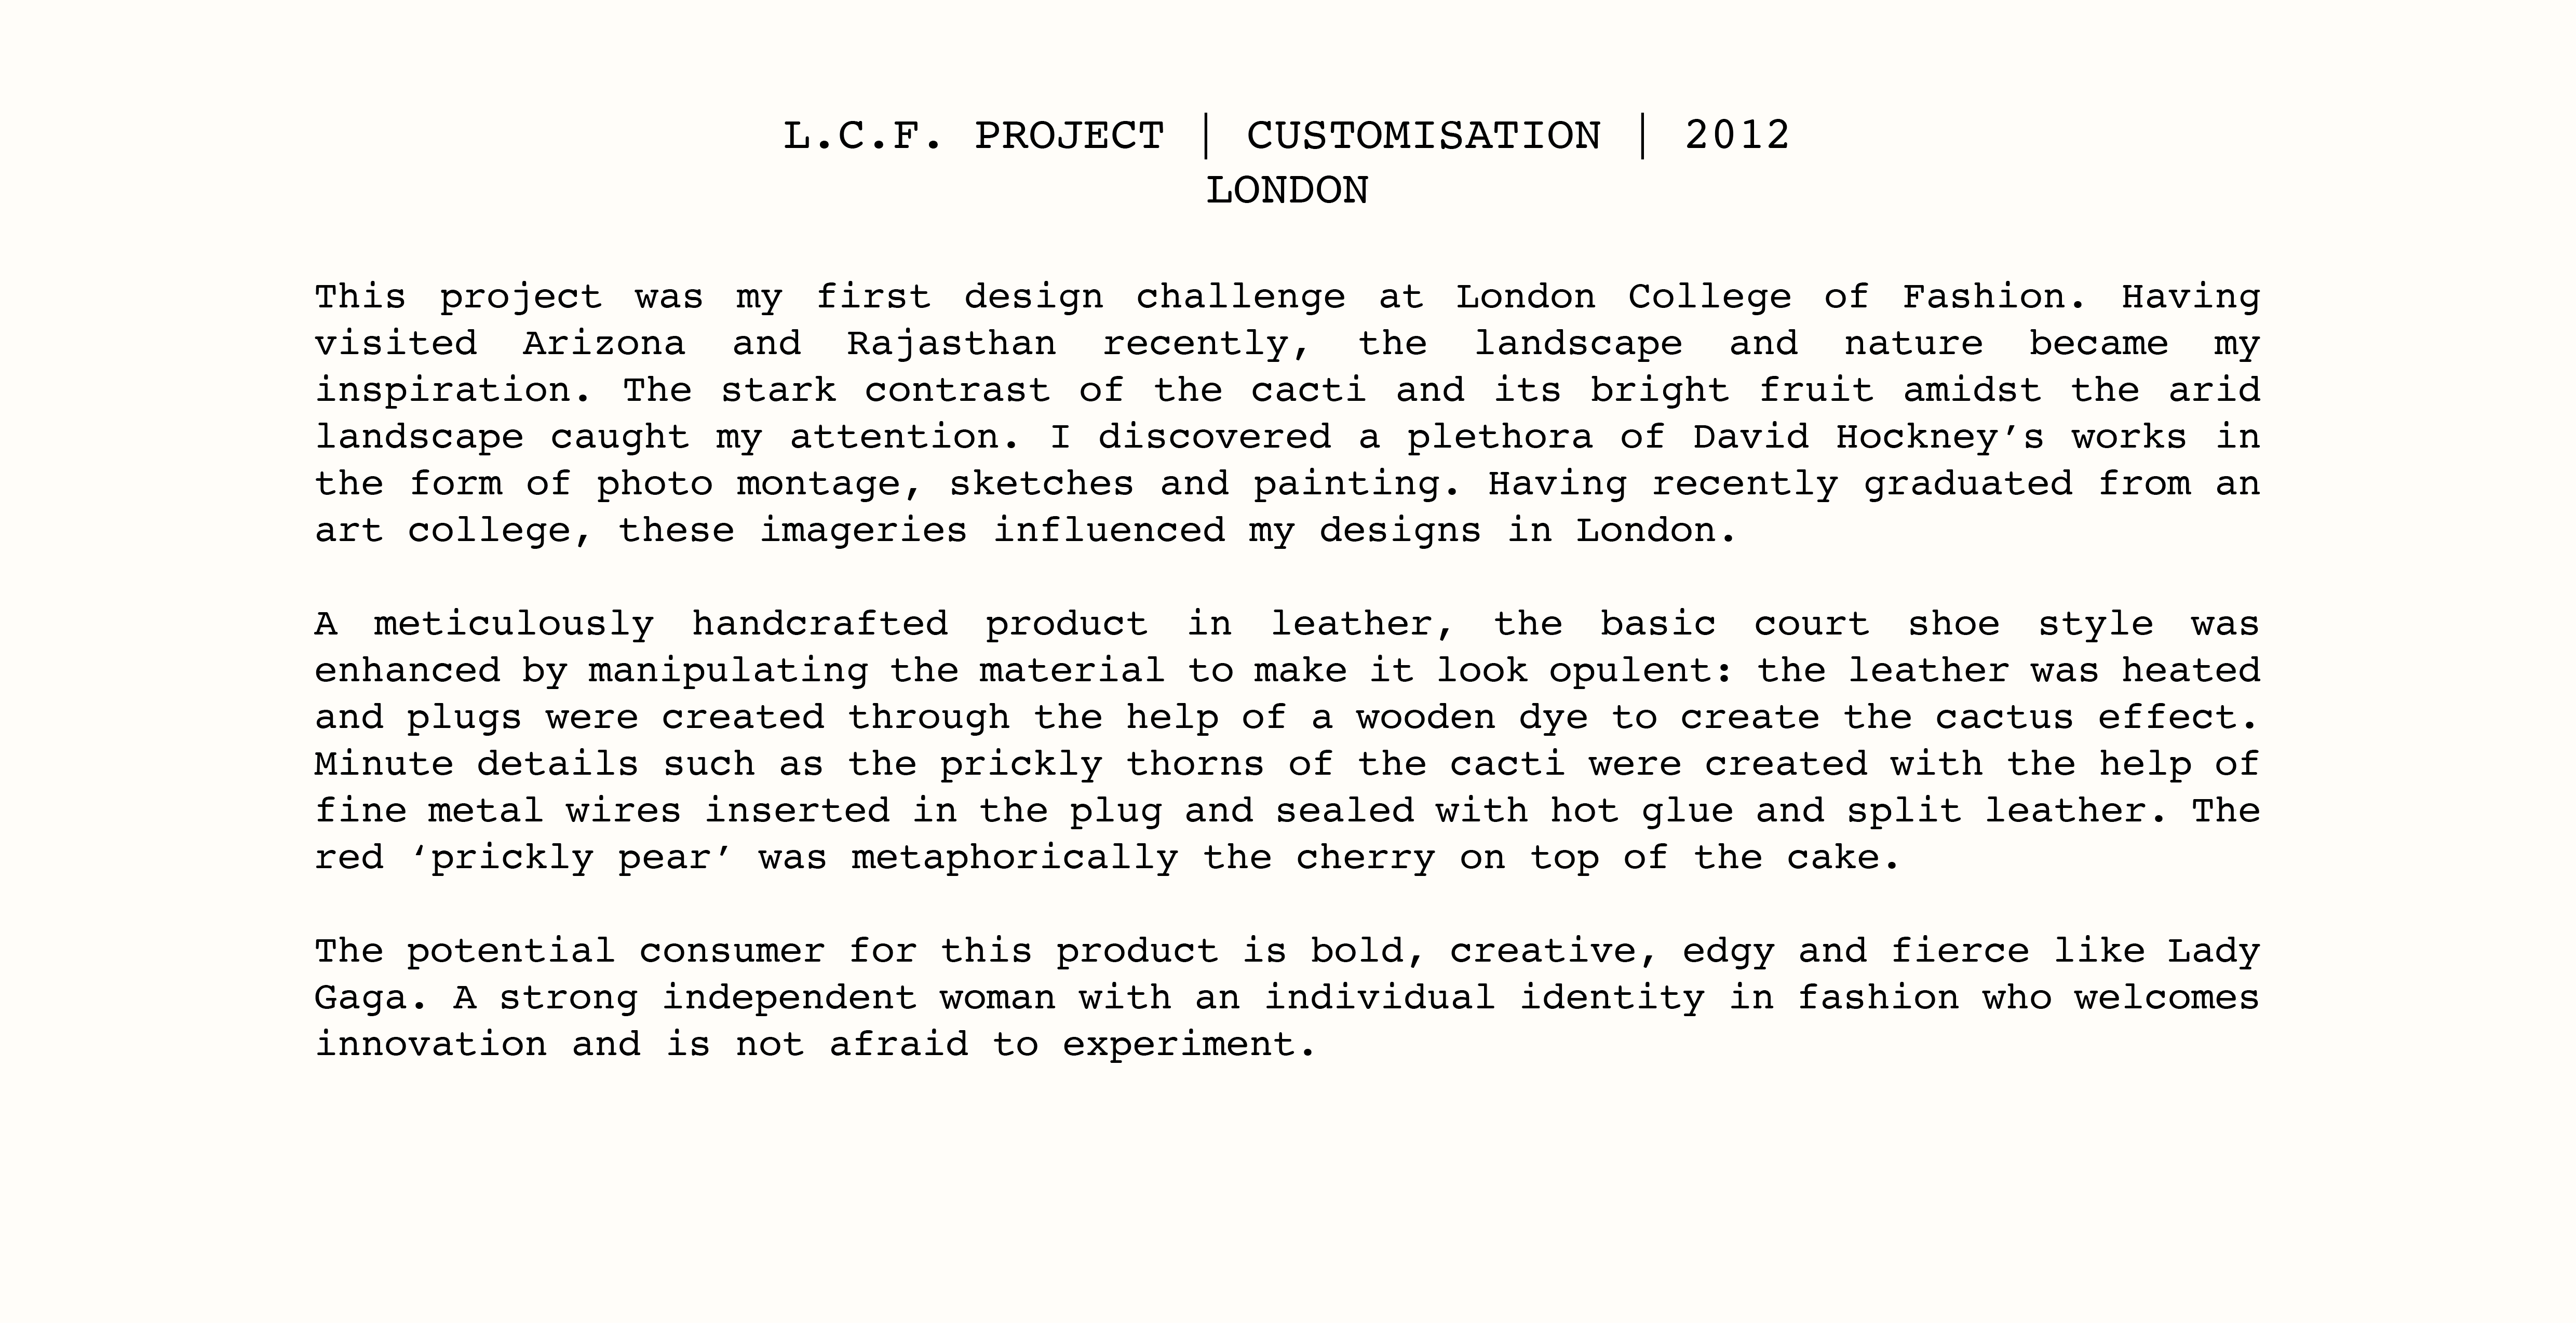 L.C.F. PROJECT | CUSTOMISATION | 2012
LONDON
This project was my first design challenge at London College of Fashion. Having
visited Arizona and Rajasthan recently, the landscape and nature became my
inspiration. The stark contrast of the cacti and its bright fruit amidst the arid
landscape caught my attention. I discovered a plethora of David Hockney’s works in
the form of photo montage, sketches and painting. Having recently graduated from an
art college, these imageries influenced my designs in London.
A meticulously handcrafted product in leather, the basic court shoe style was
enhanced by manipulating the material to make it look opulent: the leather was heated
and plugs were created through the help of a wooden dye to create the cactus effect.
Minute details such as the prickly thorns of the cacti were created with the help of
fine metal wires inserted in the plug and sealed with hot glue and split leather. The
red ‘prickly pear’ was metaphorically the cherry on top of the cake.
The potential consumer for this product is bold, creative, edgy and fierce like Lady
Gaga. A strong independent woman with an individual identity in fashion who welcomes
innovation and is not afraid to experiment.